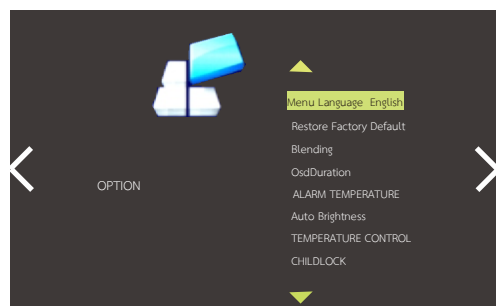 OPTION
Menu Language English
Restore Factory Default
Blending
OsdDuration
ALARM TEMPERATURE
Auto Brightness
TEMPERATURE CONTROL
CHILDLOCK